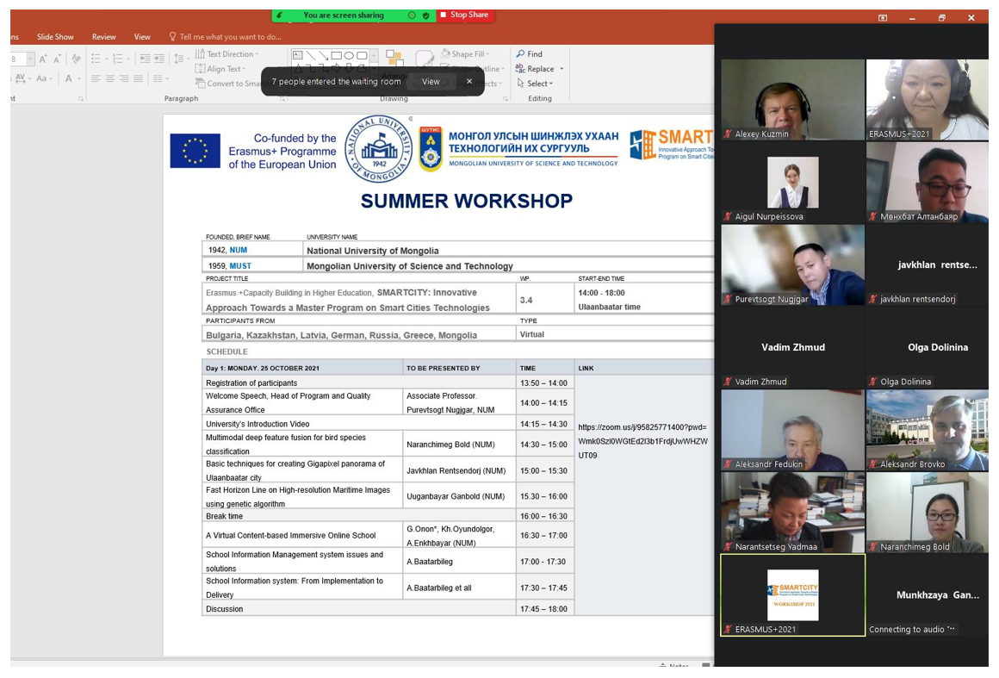 You are screen sharing
Stop Share
Slide Show Review View Tell me what you want to do...
Text Direction
Align Text
Shape Fill
Find
Replace
Select
Aa
7 people entered the waiting room View
Paragraph
Drawing
Editing
Co-funded by the
Erasmus+ Programme
of the European Union
NATIONAL UNIVERSITY
OF MONGOLIA
1942
ШУТИС
МОНГОЛ УЛСЫН ШИНЖЛЭХ УХААН
ТЕХНОЛОГИЙН ИХ СУРГУУЛЬ
MONGOLIAN UNIVERSITY OF SCIENCE AND TECHNOLOGY
SMART
Innovative Approach To
Program on Smart Cities
SUMMER WORKSHOP
FOUNDED, BRIEF NAME UNIVERSITY NAME
1942, NUM National University of Mongolia
1959, MUST Mongolian University of Science and Technology
PROJECT TITLE WP. START-END TIME
Erasmus +Capacity Building in Higher Education, SMARTCITY: Innovative
Approach Towards a Master Program on Smart Cities Technologies
3.4
14:00 - 18:00
Ulaanbaatar time
PARTICIPANTS FROM TYPE
Bulgaria, Kazakhstan, Latvia, German, Russia, Greece, Mongolia Virtual
SCHEDULE
Day 1: MONDAY. 25 OCTOBER 2021 TO BE PRESENTED BY TIME LINK
Registration of participants 13:50 – 14:00
Welcome Speech, Head of Program and Quality
Assurance Office
Associate Professor.
Purevtsogt Nugjgar, NUM
14:00 – 14:15
University's Introduction Video 14:15 – 14:30
Multimodal deep feature fusion for bird species
classification
Naranchimeg Bold (NUM) 14:30 – 15:00
Basic techniques for creating Gigapixel panorama of
Ulaanbaatar city
Javkhlan Rentsendorj (NUM) 15:00 – 15:30
Fast Horizon Line on High-resolution Maritime Images
using genetic algorithm
Uuganbayar Ganbold (NUM) 15.30 – 16:00
Break time 16:00 – 16:30
A Virtual Content-based Immersive Online School
G.Onon*, Kh.Oyundolgor,
A.Enkhbayar (NUM)
16:30 – 17:00
School Information Management system issues and
solutions
A.Baatarbileg 17:00 - 17:30
School Information system: From Implementation to
Delivery
A.Baatarbileg et all 17:30 – 17:45
Discussion 17:45 – 18:00
https://zoom.us/j/95825771400?pwd=
Wmk0Szl0WGtEd2l3b1FrdjUwWHZW
UT09
Alexey Kuzmin
ERASMUS+2021
Aigul Nurpeissova
Мөнхбат Алтанбаяр
Purevtsogt Nugjgar
javkhlan rentse...
javkhlan rentsendorj
Vadim Zhmud
Vadim Zhmud
Olga Dolinina
Olga Dolinina
Aleksandr Fedukin
Aleksandr Brovko
Narantsetseg Yadmaa
Naranchimeg Bold
SMARTCITY
WORKSHOP 2021
ERASMUS+2021
Munkhzaya Gan...
Connecting to audio